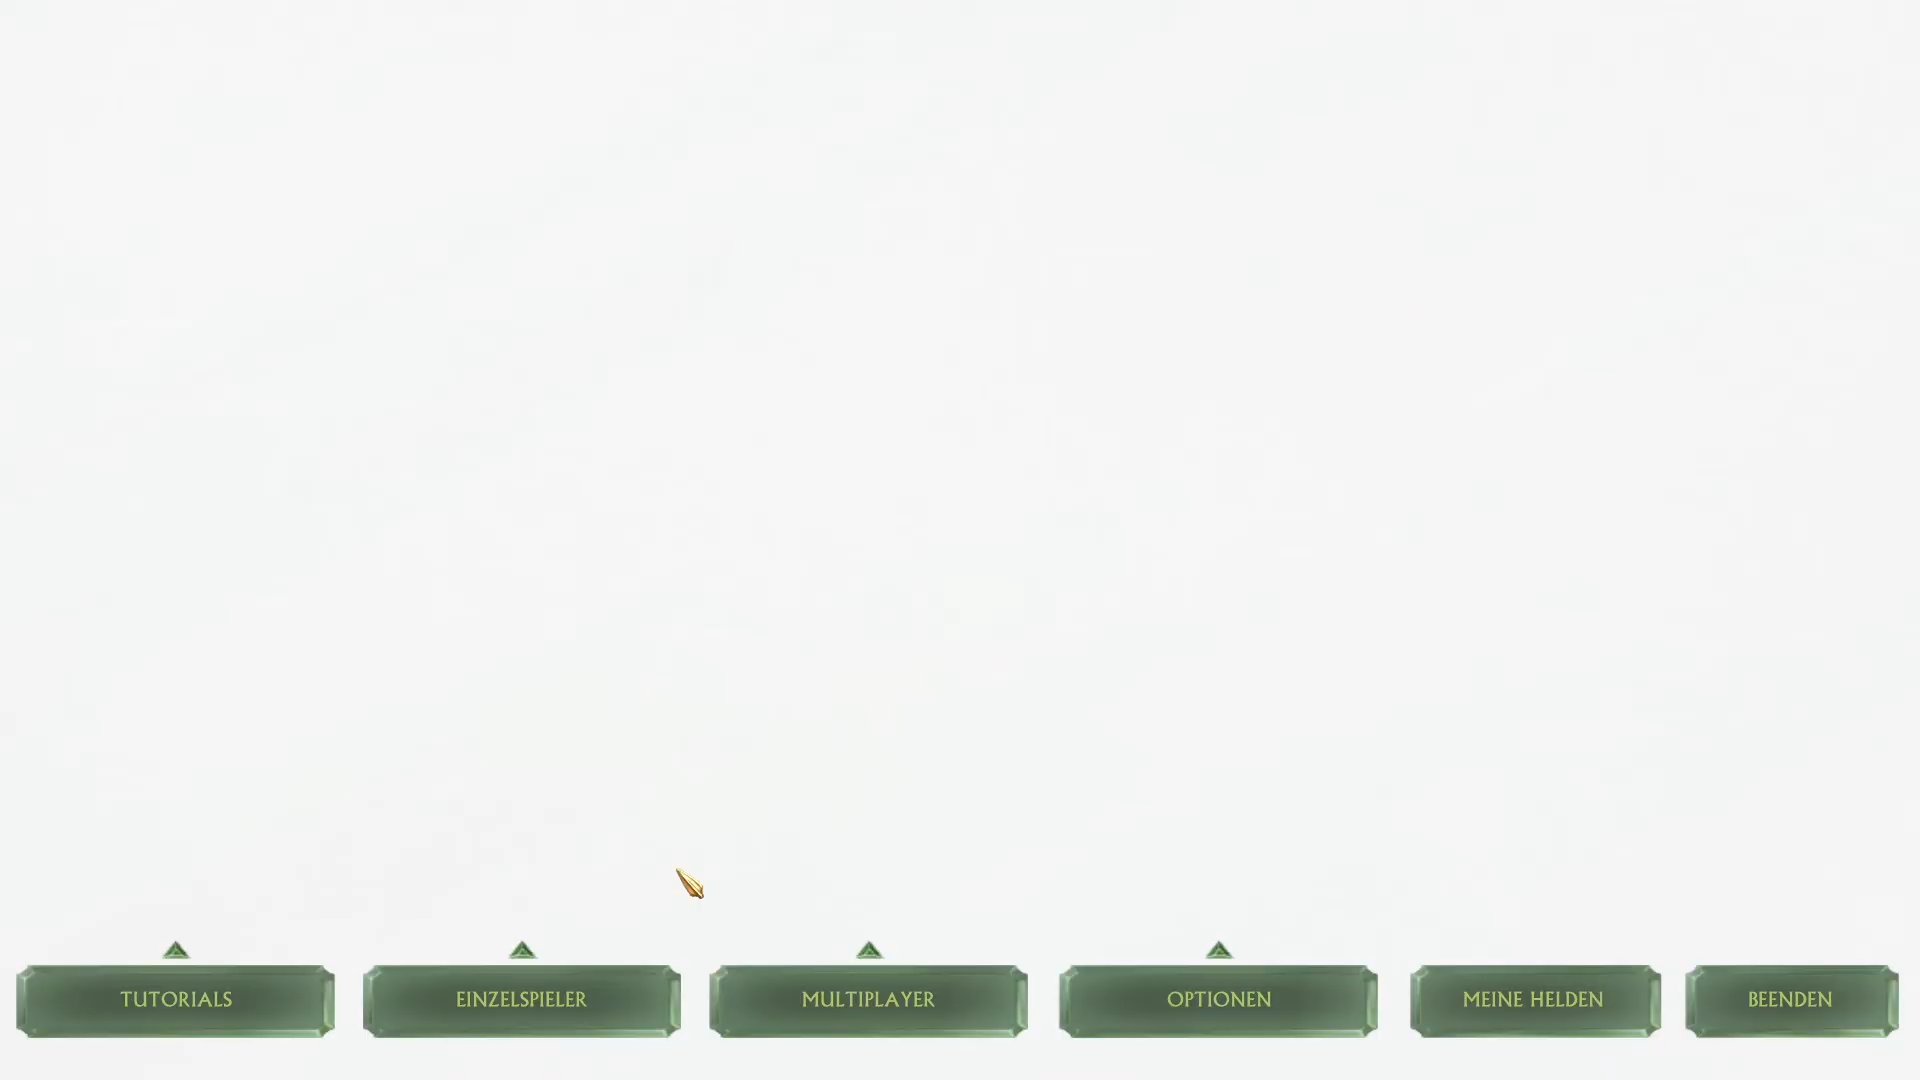 TUTORIALS
EINZELSPIELER
MULTIPLAYER
OPTIONEN
MEINE HELDEN
BEENDEN